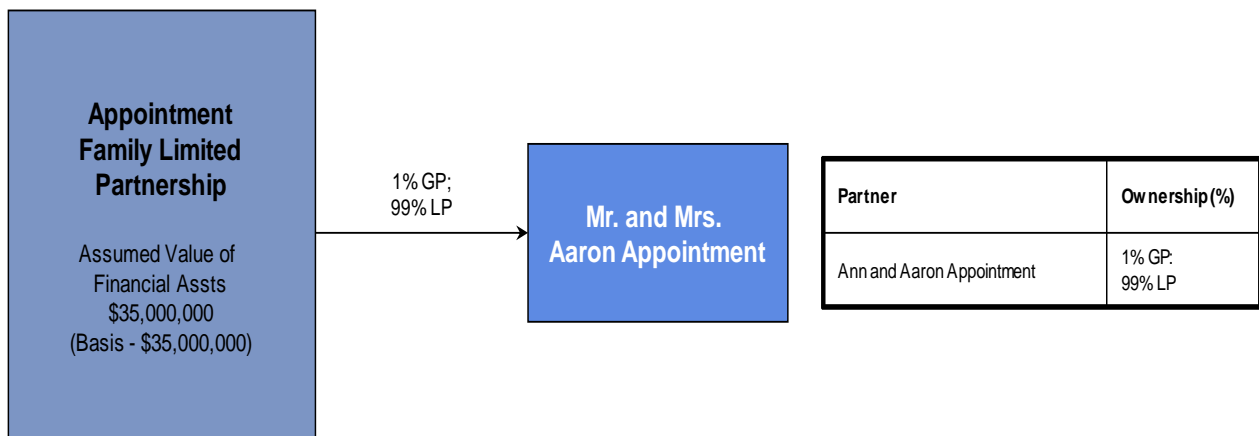 Appointment
Family Limited
Partnership
Assumed Value of
Financial Assts
$35,000,000
(Basis - $35,000,000)
1% GP;
99% LP
Mr. and Mrs.
Aaron Appointment
Partner Ownership (%)
Ann and Aaron Appointment 1% GP:
99% LP